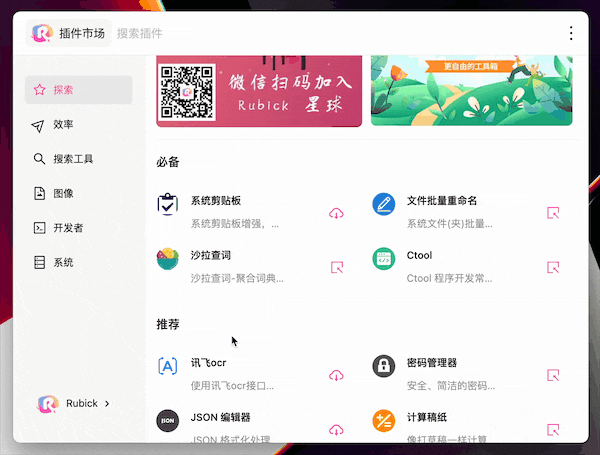 插件市场
搜索插件
探索
效率
搜索工具
图像
开发者
系统
Rubick
微信扫码加入
Rubick 星球
更自由的工具箱
必备
系统剪贴板
系统剪贴板增强，...
文件批量重命名
系统文件(夹)批量...
沙拉查词
沙拉查词-聚合词典...
Ctool
Ctool 程序开发常...
推荐
讯飞ocr
使用讯飞ocr接口...
密码管理器
安全、简洁的密码...
JSON
JSON 编辑器
JSON 格式化处理
计算稿纸
像打草稿一样计算